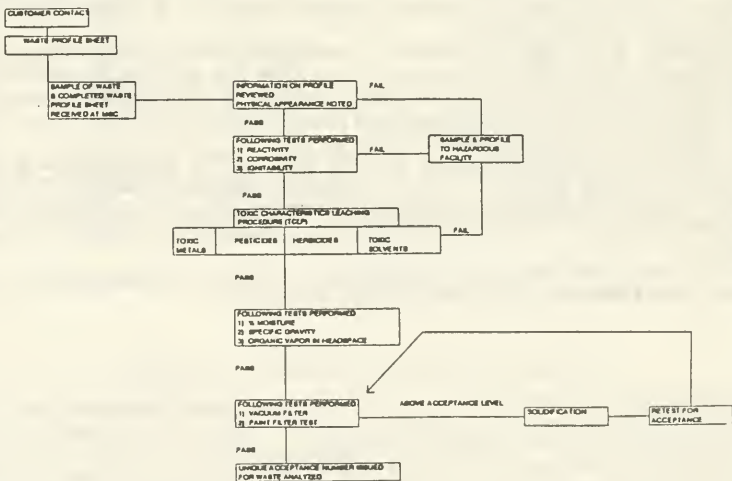 CUSTOMER CONTACT
WASTE PROFILE SHEET
SAMPLE OF WASTE
& COMPLETED WASTE
PROFILE SHEET
RECEIVED AT MBC
INFORMATION ON PROFILE
REVIEWED
PHYSICAL APPEARANCE NOTED
FAIL
PASS
FOLLOWING TESTS PERFORMED
1) REACTIVITY
2) CORROSIVITY
3) IGNITABILITY
FAIL
SAMPLE & PROFILE
TO HAZARDOUS
FACILITY
PASS
TOXIC CHARACTERISTICS LEACHING
PROCEDURE (TCLP)
FAIL
TOXIC
METALS
PESTICIDES
HERBICIDES
TOXIC
SOLVENTS
PASS
FOLLOWING TESTS PERFORMED
1) % MOISTURE
2) SPECIFIC GRAVITY
3) ORGANIC VAPOR IN HEADSPACE
PASS
FOLLOWING TESTS PERFORMED
1) VACUUM FILTER
2) PAINT FILTER TEST
ABOVE ACCEPTANCE LEVEL
SOLIDIFICATION
RETEST FOR
ACCEPTANCE
PASS
UNIQUE ACCEPTANCE NUMBER ISSUED
FOR WASTE ANALYZED